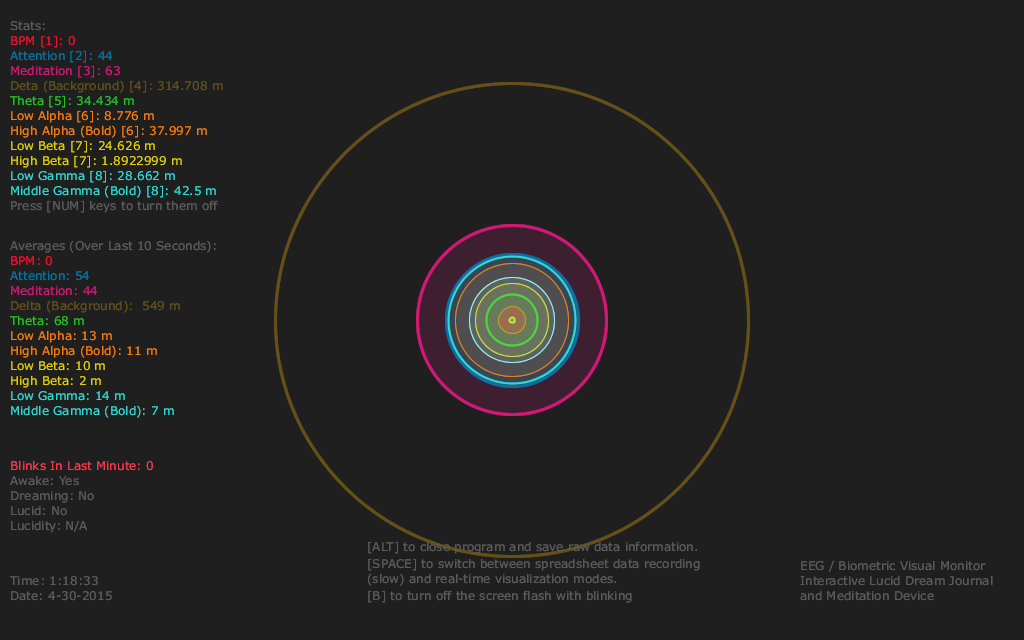 Stats:
BPM [1]: 0
Attention [2]: 44
Meditation [3]: 63
Deta (Background) [4]: 314.708 m
Theta [5]: 34.434 m
Low Alpha [6]: 8.776 m
High Alpha (Bold) [6]: 37.997 m
Low Beta [7]: 24.626 m
High Beta [7]: 1.8922999 m
Low Gamma [8]: 28.662 m
Middle Gamma (Bold) [8]: 42.5 m
Press [NUM] keys to turn them off
Averages (Over Last 10 Seconds):
BPM: 0
Attention: 54
Meditation: 44
Delta (Background):  549 m
Theta: 68 m
Low Alpha: 13 m
High Alpha (Bold): 11 m
Low Beta: 10 m
High Beta: 2 m
Low Gamma: 14 m
Middle Gamma (Bold): 7 m
Blinks In Last Minute: 0
Awake: Yes
Dreaming: No
Lucid: No
Lucidity: N/A
Time: 1:18:33
Date: 4-30-2015
[ALT] to close program and save raw data information.
[SPACE] to switch between spreadsheet data recording
(slow) and real-time visualization modes.
[B] to turn off the screen flash with blinking
EEG / Biometric Visual Monitor
Interactive Lucid Dream Journal
and Meditation Device